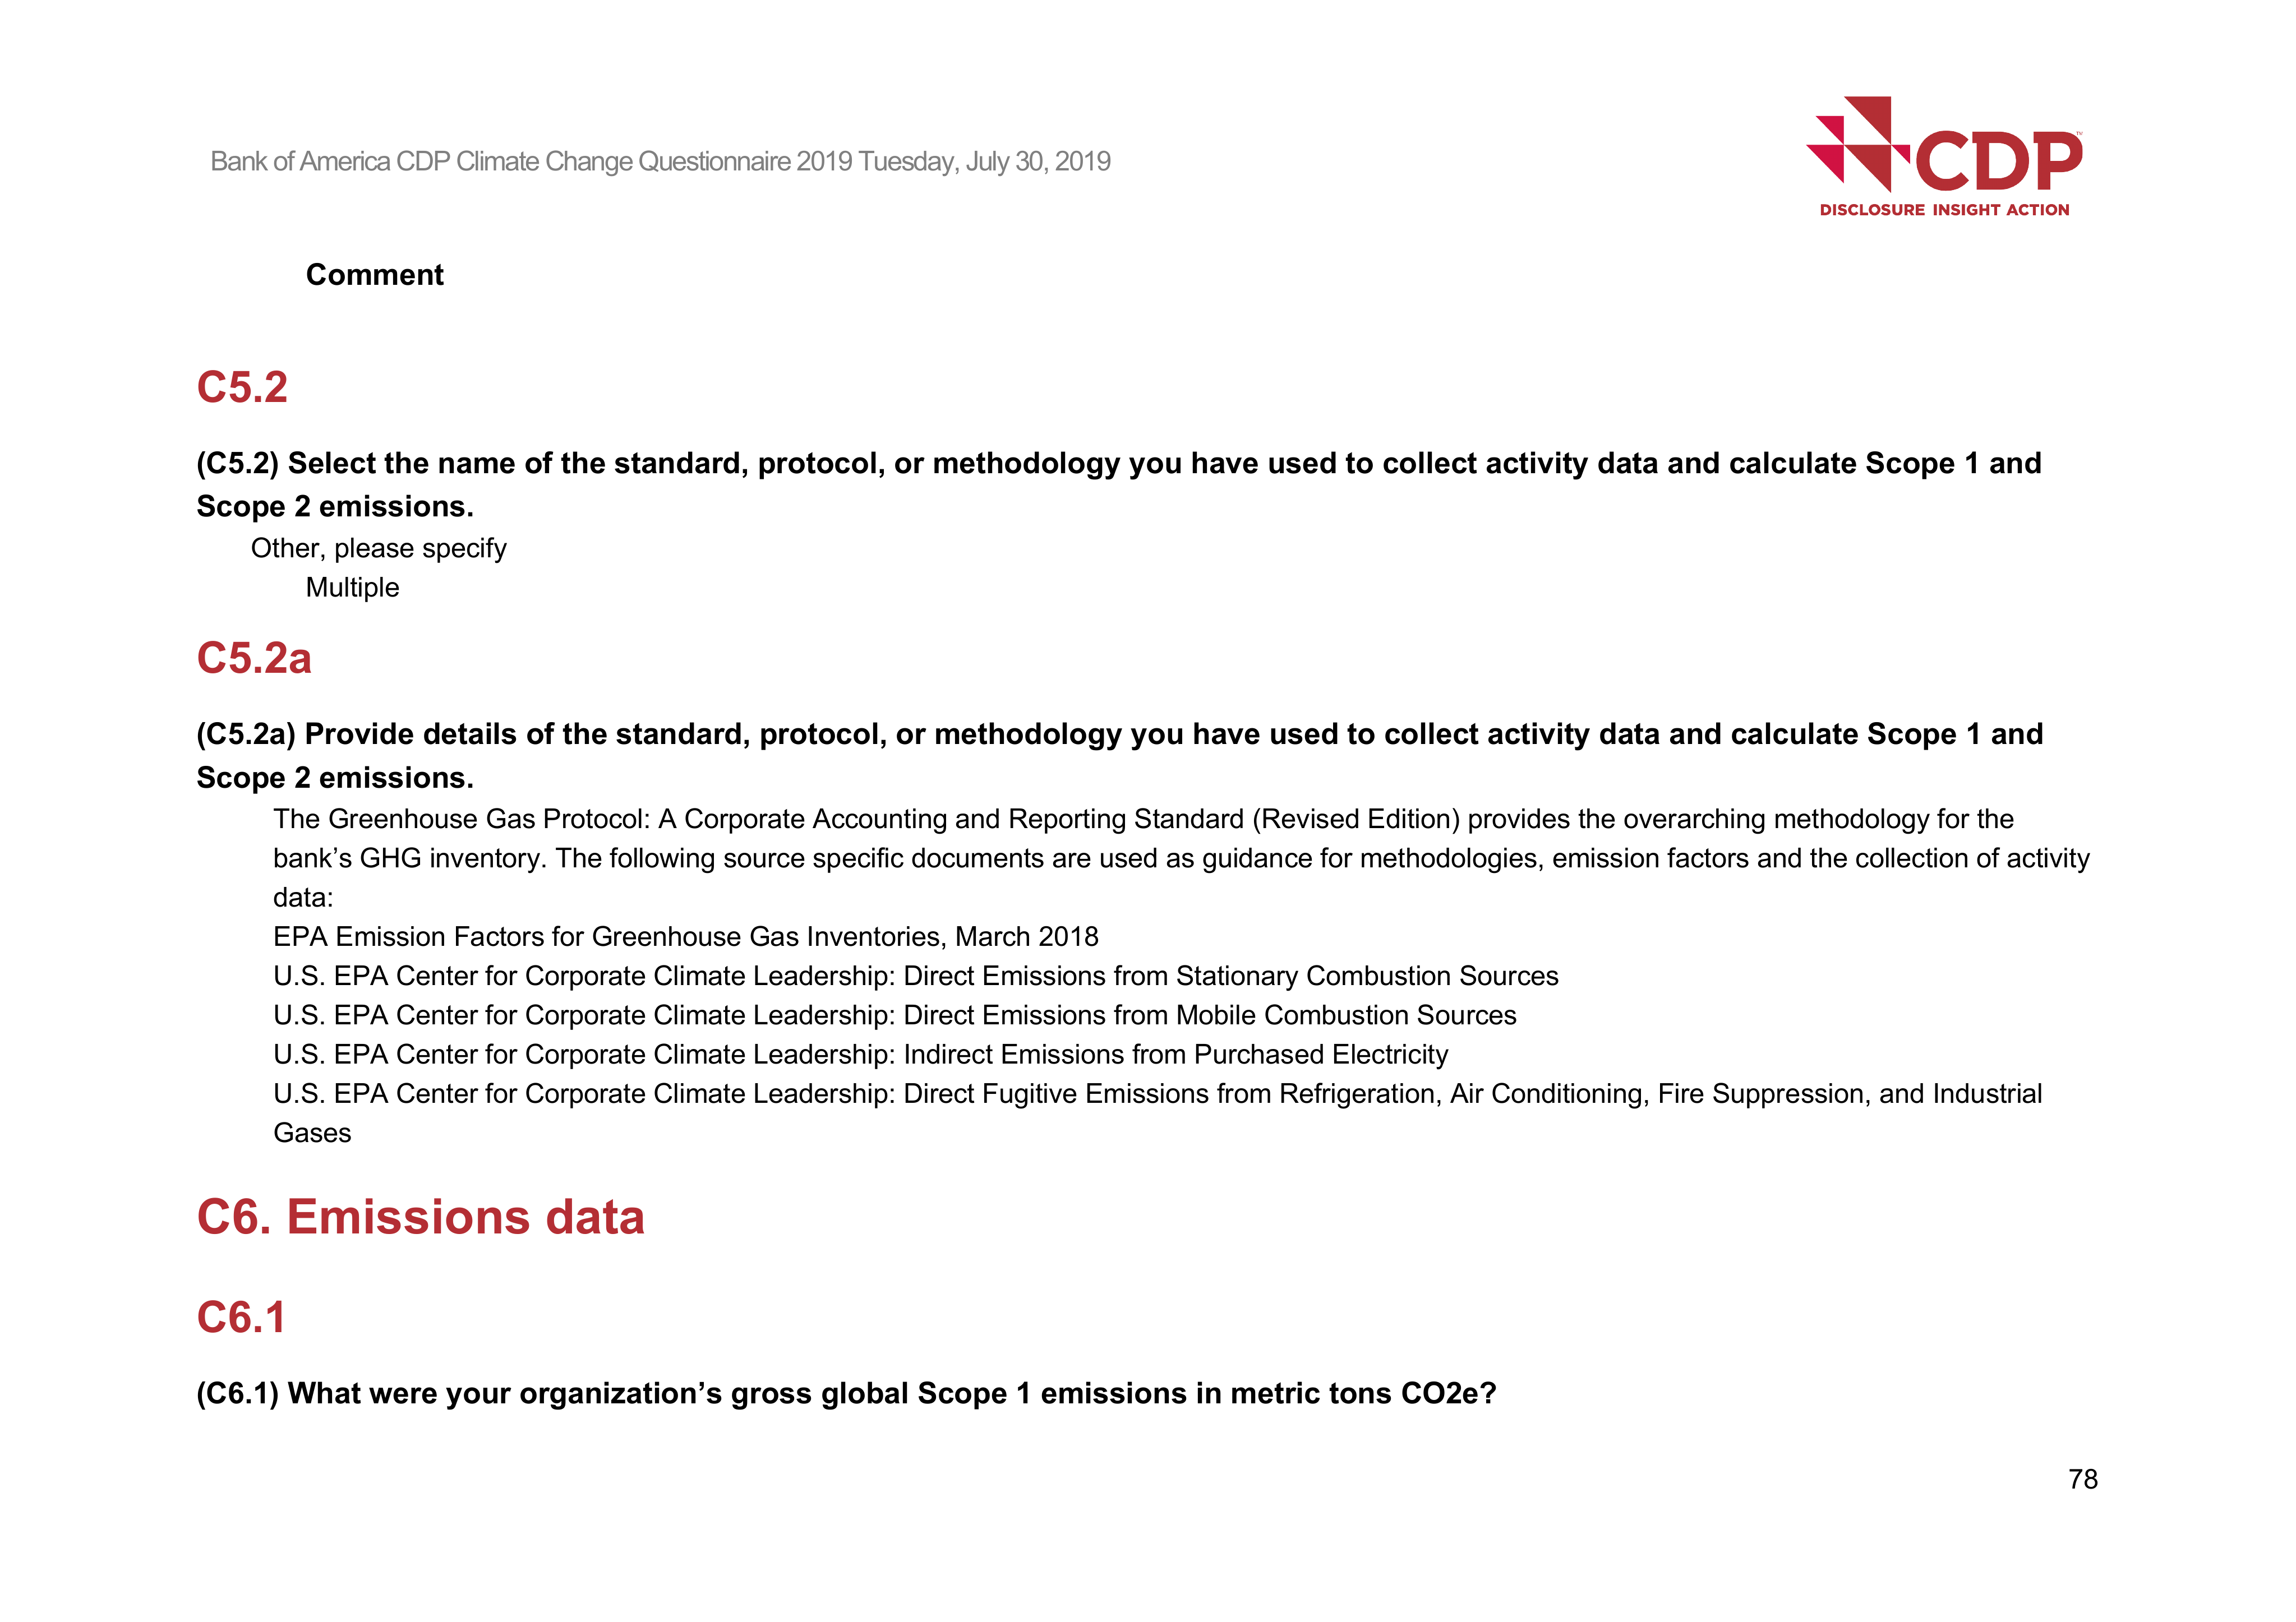 Bank of America CDP Climate Change Questionnaire 2019 Tuesday, July 30, 2019
CDP™
DISCLOSURE INSIGHT ACTION
Comment
C5.2
(C5.2) Select the name of the standard, protocol, or methodology you have used to collect activity data and calculate Scope 1 and
Scope 2 emissions.
Other, please specify
Multiple
C5.2a
(C5.2a) Provide details of the standard, protocol, or methodology you have used to collect activity data and calculate Scope 1 and
Scope 2 emissions.
The Greenhouse Gas Protocol: A Corporate Accounting and Reporting Standard (Revised Edition) provides the overarching methodology for the
bank’s GHG inventory. The following source specific documents are used as guidance for methodologies, emission factors and the collection of activity
data:
EPA Emission Factors for Greenhouse Gas Inventories, March 2018
U.S. EPA Center for Corporate Climate Leadership: Direct Emissions from Stationary Combustion Sources
U.S. EPA Center for Corporate Climate Leadership: Direct Emissions from Mobile Combustion Sources
U.S. EPA Center for Corporate Climate Leadership: Indirect Emissions from Purchased Electricity
U.S. EPA Center for Corporate Climate Leadership: Direct Fugitive Emissions from Refrigeration, Air Conditioning, Fire Suppression, and Industrial
Gases
C6. Emissions data
C6.1
(C6.1) What were your organization’s gross global Scope 1 emissions in metric tons CO2e?
78